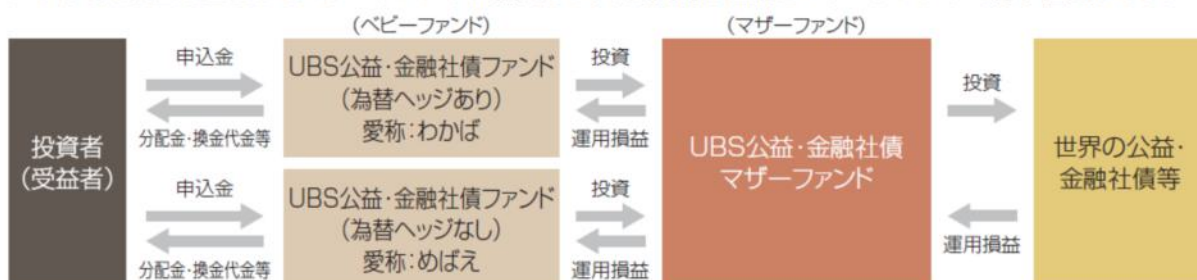 (ベビーファンド)
(マザーファンド)
投資者
(受益者)
申込金
分配金・換金代金等
申込金
分配金・換金代金等
UBS公益・金融社債ファンド
(為替ヘッジあり)
愛称:わかば
UBS公益・金融社債ファンド
(為替ヘッジなし)
愛称:めばえ
投資
運用損益
投資
運用損益
UBS公益・金融社債
マザーファンド
投資
運用損益
世界の公益・
金融社債等